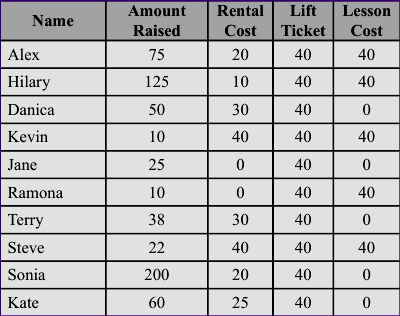 Name Amount Raised Rental Cost Lift Ticket Lesson Cost
Alex 75 20 40 40
Hilary 125 10 40 40
Danica 50 30 40 0
Kevin 10 40 40 40
Jane 25 0 40 0
Ramona 10 0 40 40
Terry 38 30 40 0
Steve 22 40 40 40
Sonia 200 20 40 0
Kate 60 25 40 0